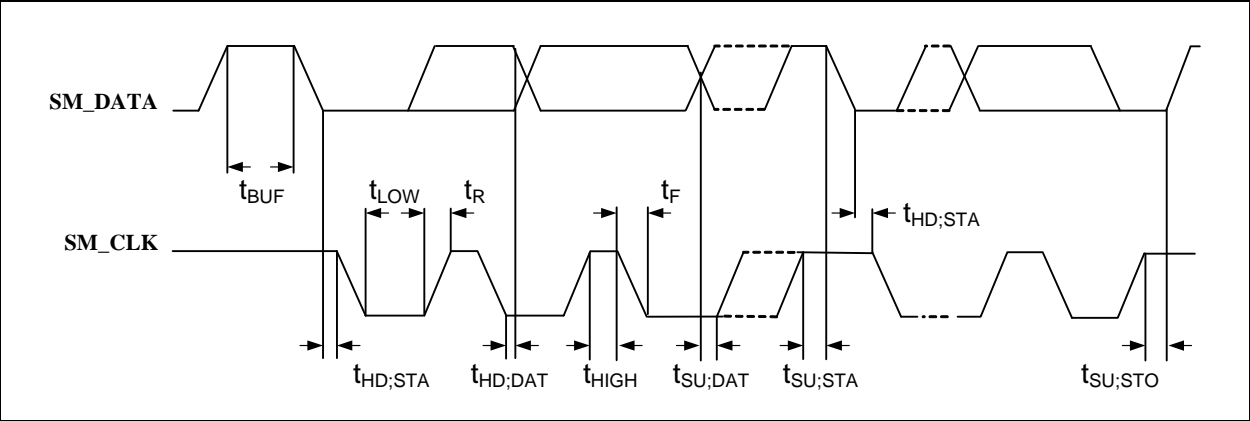 SM_DATA
tBUF
tLOW
tR
tF
tHD;STA
SM_CLK
tHD;STA
tHD;DAT
tHIGH
tSU;DAT
tSU;STA
tSU;STO